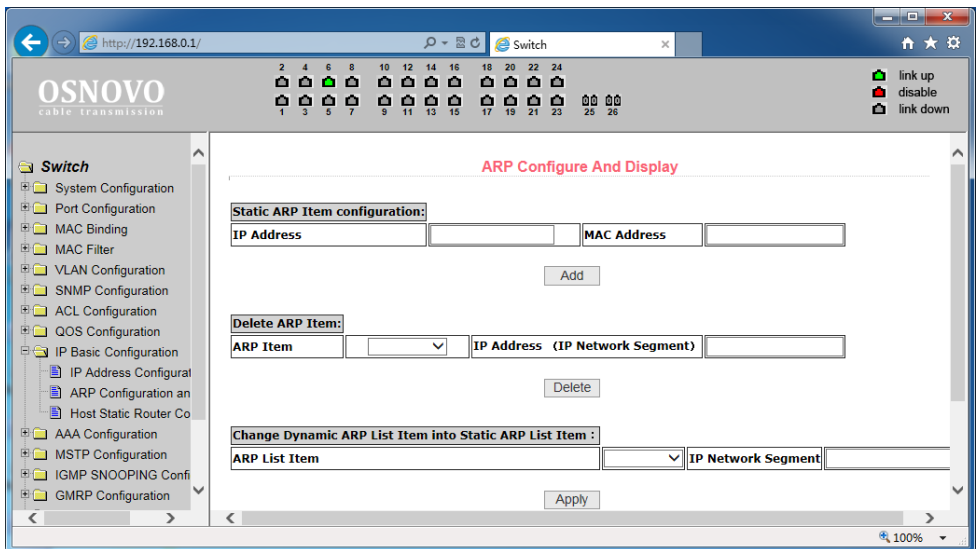 http://192.168.0.1/
Switch
OSNOVO
cable transmission
2 4 6 8 10 12 14 16 18 20 22 24
1 3 5 7 9 11 13 15 17 19 21 23 25 26
link up
disable
link down
Switch
System Configuration
Port Configuration
MAC Binding
MAC Filter
VLAN Configuration
SNMP Configuration
ACL Configuration
QOS Configuration
IP Basic Configuration
IP Address Configurat
ARP Configuration an
Host Static Router Co
AAA Configuration
MSTP Configuration
IGMP SNOOPING Confi
GMRP Configuration
ARP Configure And Display
Static ARP Item configuration:
IP Address MAC Address
Add
Delete ARP Item:
ARP Item IP Address (IP Network Segment)
Delete
Change Dynamic ARP List Item into Static ARP List Item :
ARP List Item IP Network Segment
Apply
100%